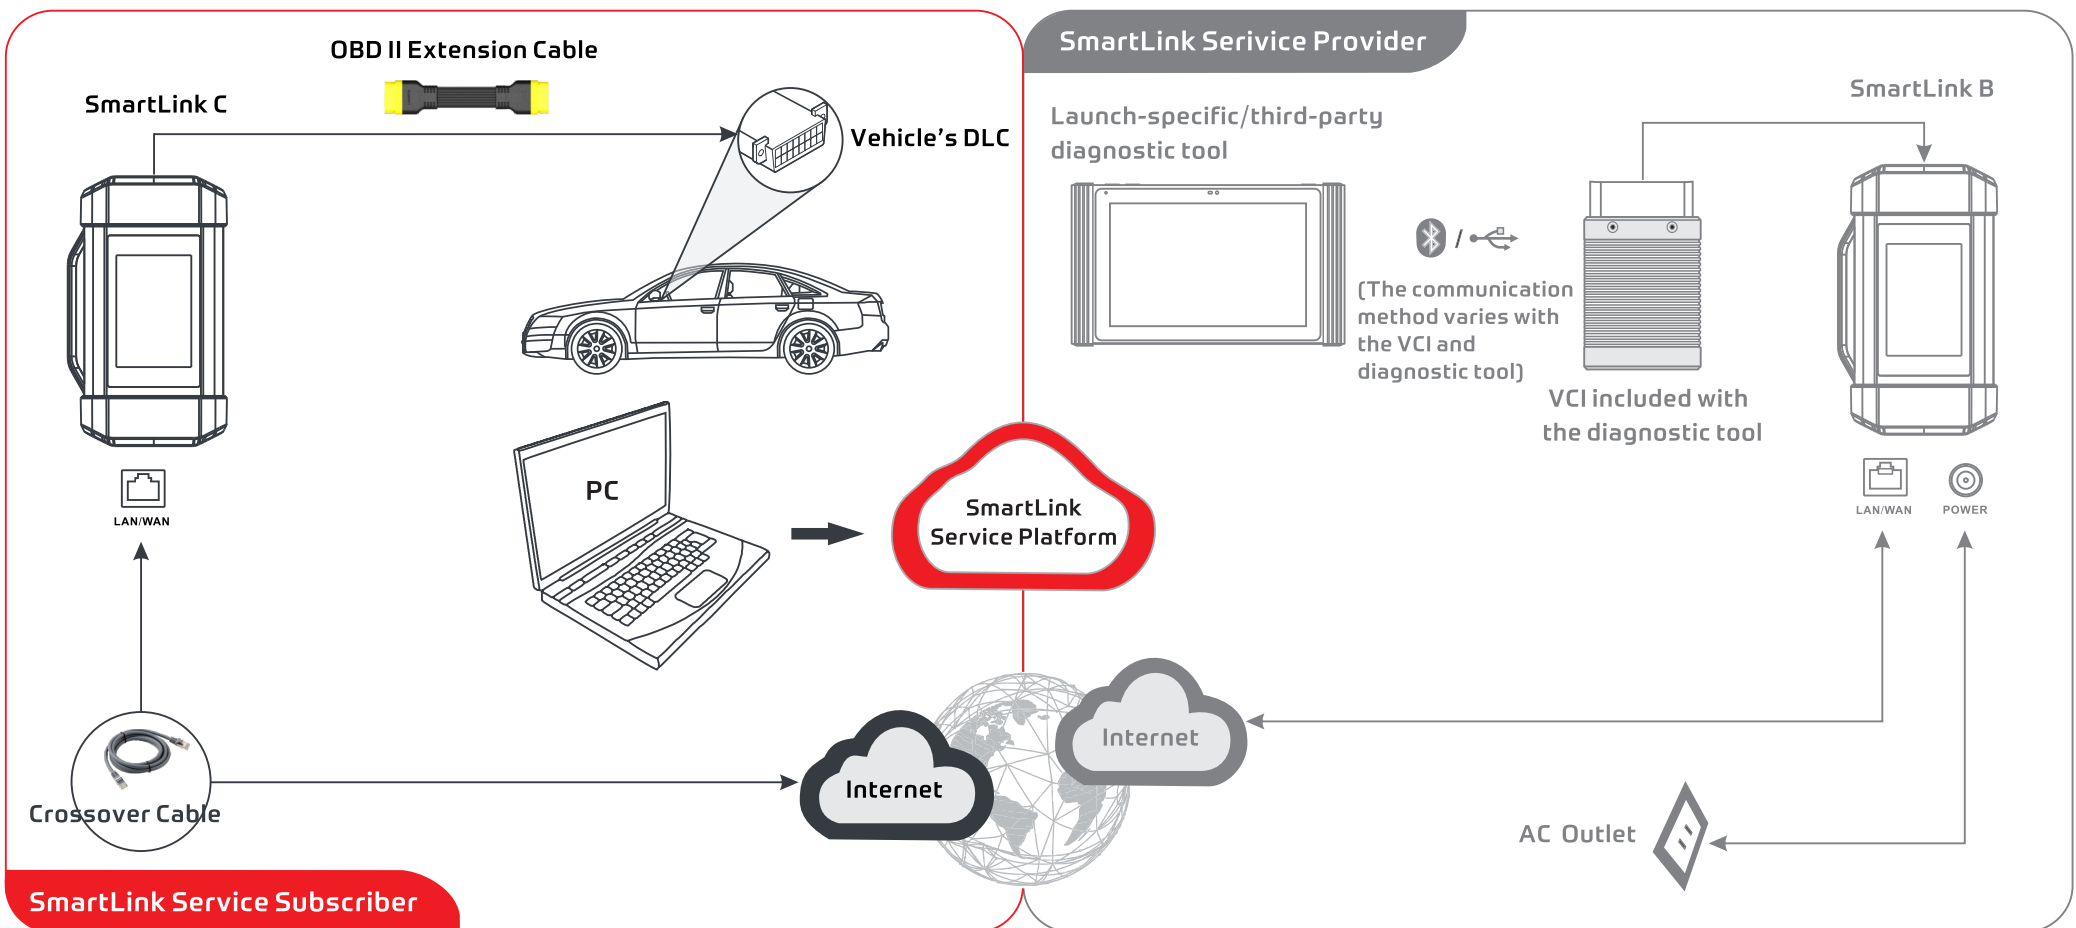 OBD II Extension Cable
SmartLink C
Vehicle's DLC
PC
LAN/WAN
Crossover Cable
Internet
SmartLink Service Subscriber
SmartLink
Service Platform
SmartLink Serivice Provider
SmartLink B
Launch-specific/third-party
diagnostic tool
/
(The communication
method varies with
the VCI and
diagnostic tool)
VCI included with
the diagnostic tool
LAN/WAN
POWER
Internet
AC Outlet